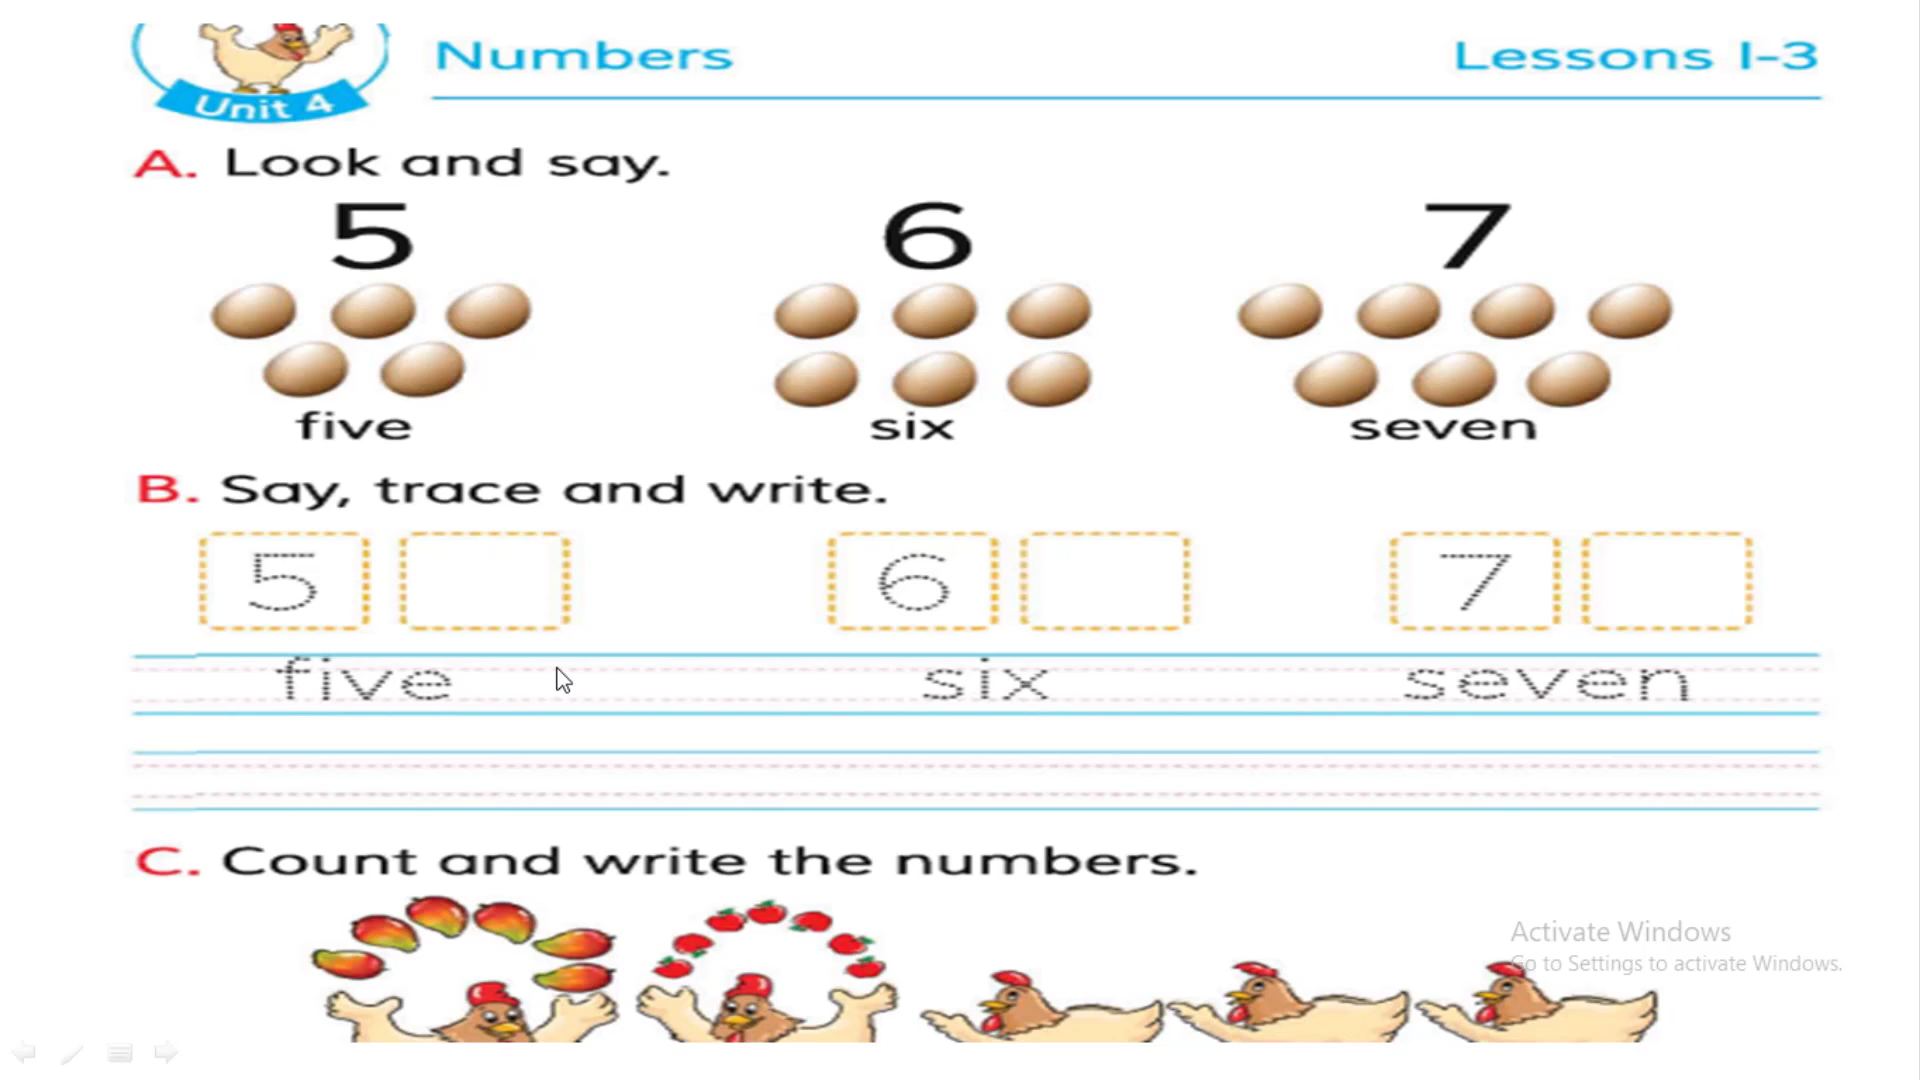 Unit 4
Numbers
Lessons 1-3
A. Look and say.
5 6 7
five six seven
B. Say, trace and write.
5 6 7
five six seven
C. Count and write the numbers.
Activate Windows
Go to Settings to activate Windows.